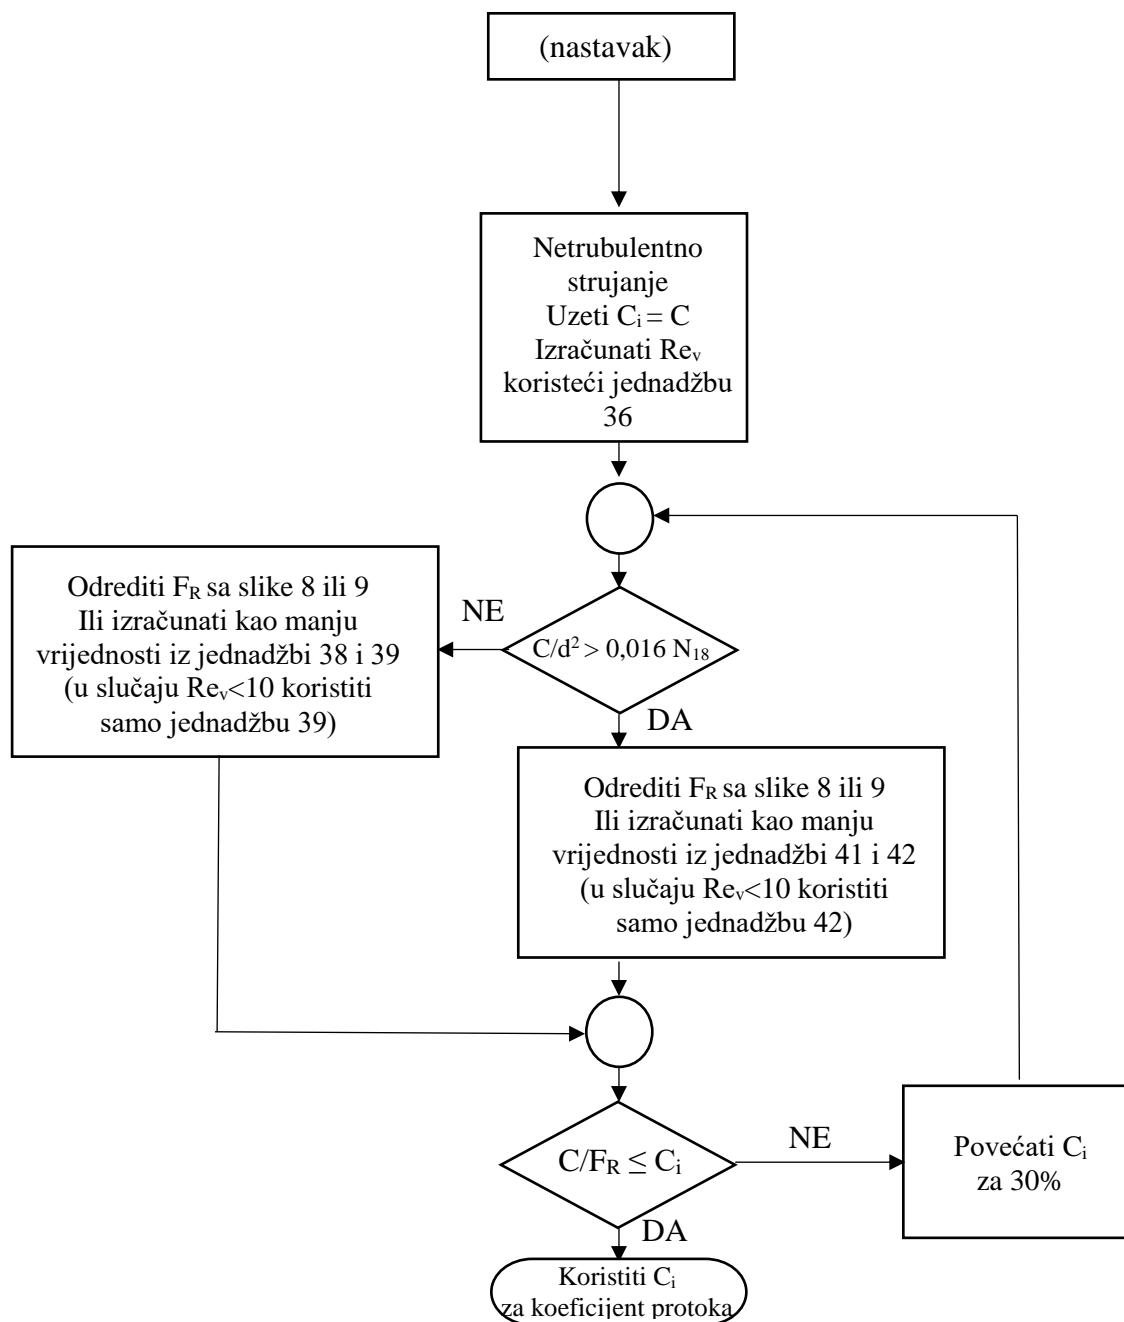 (nastavak)
Netrubulentno
strujanje
Uzeti Cᵢ = C
Izračunati Reᵥ
koristeći jednadžbu
36
Odrediti F_R sa slike 8 ili 9
Ili izračunati kao manju
vrijednosti iz jednadžbi 38 i 39
(u slučaju Reᵥ<10 koristiti
samo jednadžbu 39)
NE
C/d² > 0,016 N₁₈
DA
Odrediti F_R sa slike 8 ili 9
Ili izračunati kao manju
vrijednosti iz jednadžbi 41 i 42
(u slučaju Reᵥ<10 koristiti
samo jednadžbu 42)
C/F_R ≤ Cᵢ
NE
Povećati Cᵢ
za 30%
DA
Koristiti Cᵢ
za koeficijent protoka